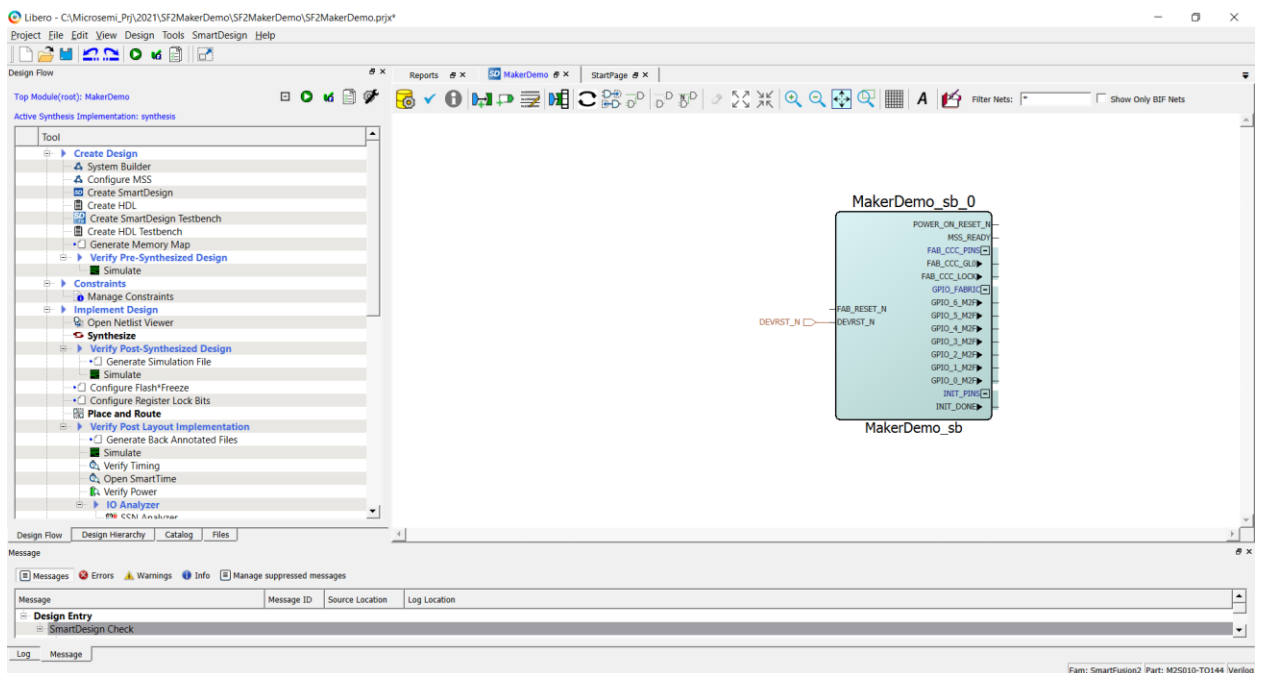 Libero - C:\Microsemi_Prj\2021\SF2MakerDemo\SF2MakerDemo\SF2MakerDemo.prjx*
Project File Edit View Design Tools SmartDesign Help
Design Flow
Top Module(root): MakerDemo
Active Synthesis Implementation: synthesis
Tool
Create Design
System Builder
Configure MSS
Create SmartDesign
Create HDL
Create SmartDesign Testbench
Create HDL Testbench
Generate Memory Map
Verify Pre-Synthesized Design
Simulate
Constraints
Manage Constraints
Implement Design
Open Netlist Viewer
Synthesize
Verify Post-Synthesized Design
Generate Simulation File
Simulate
Configure Flash*Freeze
Configure Register Lock Bits
Place and Route
Verify Post Layout Implementation
Generate Back Annotated Files
Simulate
Verify Timing
Open SmartTime
Verify Power
IO Analyzer
SSN Analyzer
Design Flow Design Hierarchy Catalog Files
Reports MakerDemo StartPage
Filter Nets: * Show Only BIF Nets
MakerDemo_sb_0
POWER_ON_RESET_N
MSS_READY
FAB_CCC_PINS
FAB_CCC_GL0
FAB_CCC_LOCK
GPIO_FABRIC
GPIO_6_M2F
FAB_RESET_N
GPIO_5_M2F
DEVRST_N DEVRST_N
GPIO_4_M2F
GPIO_3_M2F
GPIO_2_M2F
GPIO_1_M2F
GPIO_0_M2F
INIT_PINS
INIT_DONE
MakerDemo_sb
Message
Messages Errors Warnings Info Manage suppressed messages
Message Message ID Source Location Log Location
Design Entry
SmartDesign Check
Log Message
Fam: SmartFusion2 Part: M2S010-TQ144 Verilog